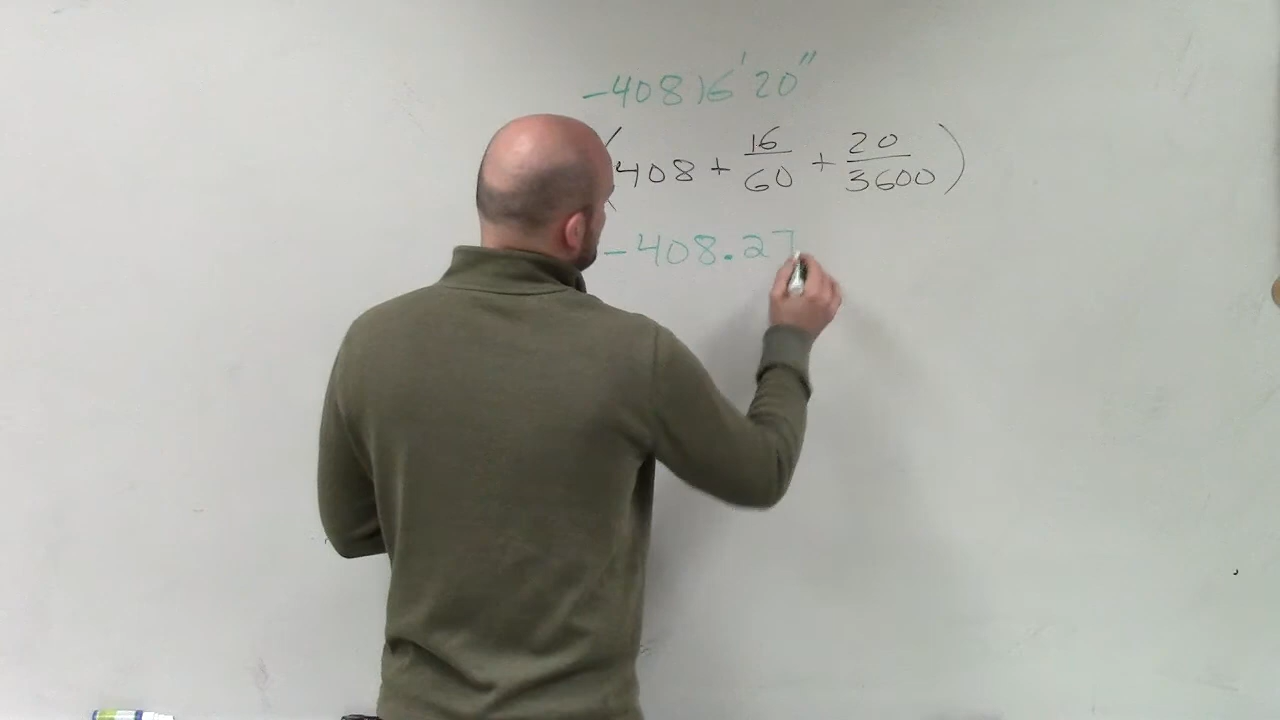 -408 16' 20"
(408 + 16/60 + 20/3600)
-408.27